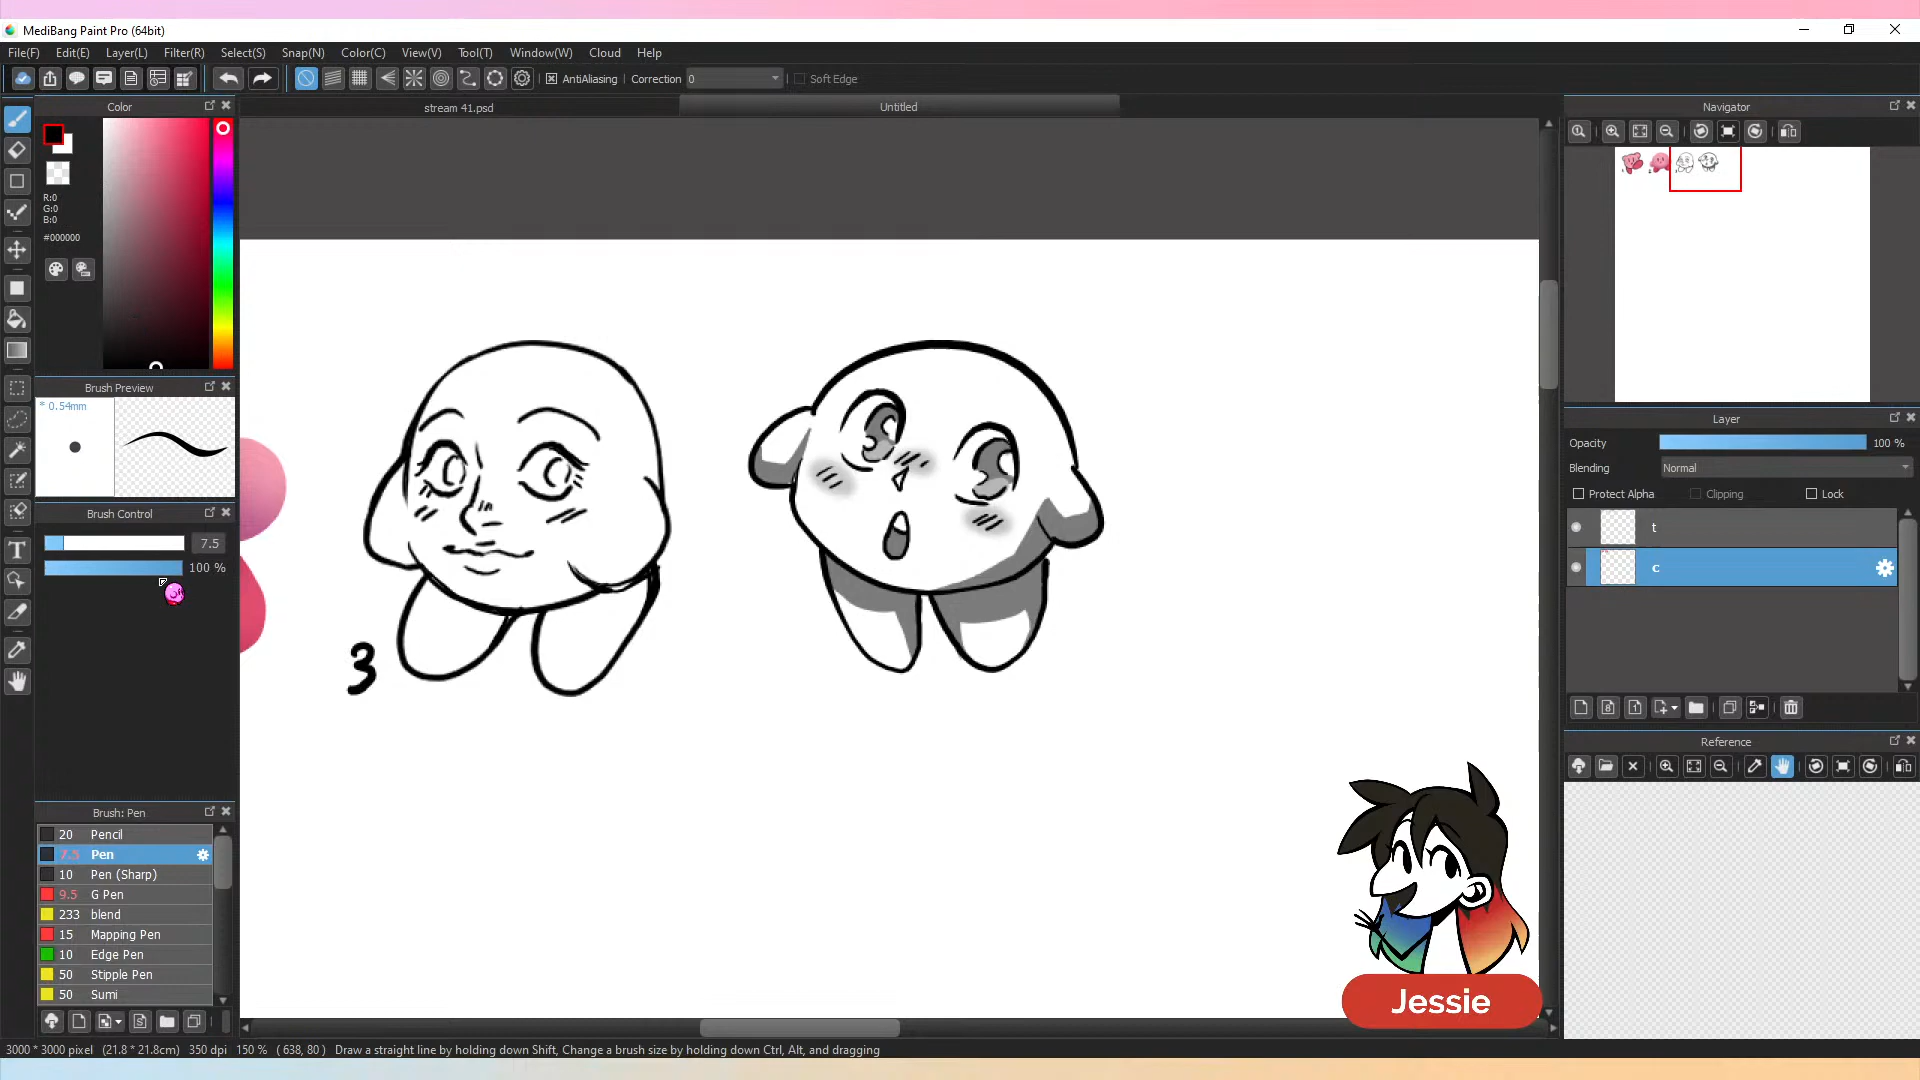 MediBang Paint Pro (64bit)
File(F) Edit(E) Layer(L) Filter(R) Select(S) Snap(N) Color(C) View(V) Tool(T) Window(W) Cloud Help
AntiAliasing Correction 0 Soft Edge
Color stream 41.psd Untitled Navigator
R:0
G:0
B:0
#000000
Brush Preview
* 0.54mm
Layer
Opacity 100 %
Blending Normal
Protect Alpha Clipping Lock
t
c
Brush Control
7.5
100 %
3
Reference
Brush: Pen
20 Pencil
7.5 Pen
10 Pen (Sharp)
9.5 G Pen
233 blend
15 Mapping Pen
10 Edge Pen
50 Stipple Pen
50 Sumi
Jessie
3000 * 3000 pixel (21.8 * 21.8cm) 350 dpi 150 % ( 638, 80 ) Draw a straight line by holding down Shift, Change a brush size by holding down Ctrl, Alt, and dragging